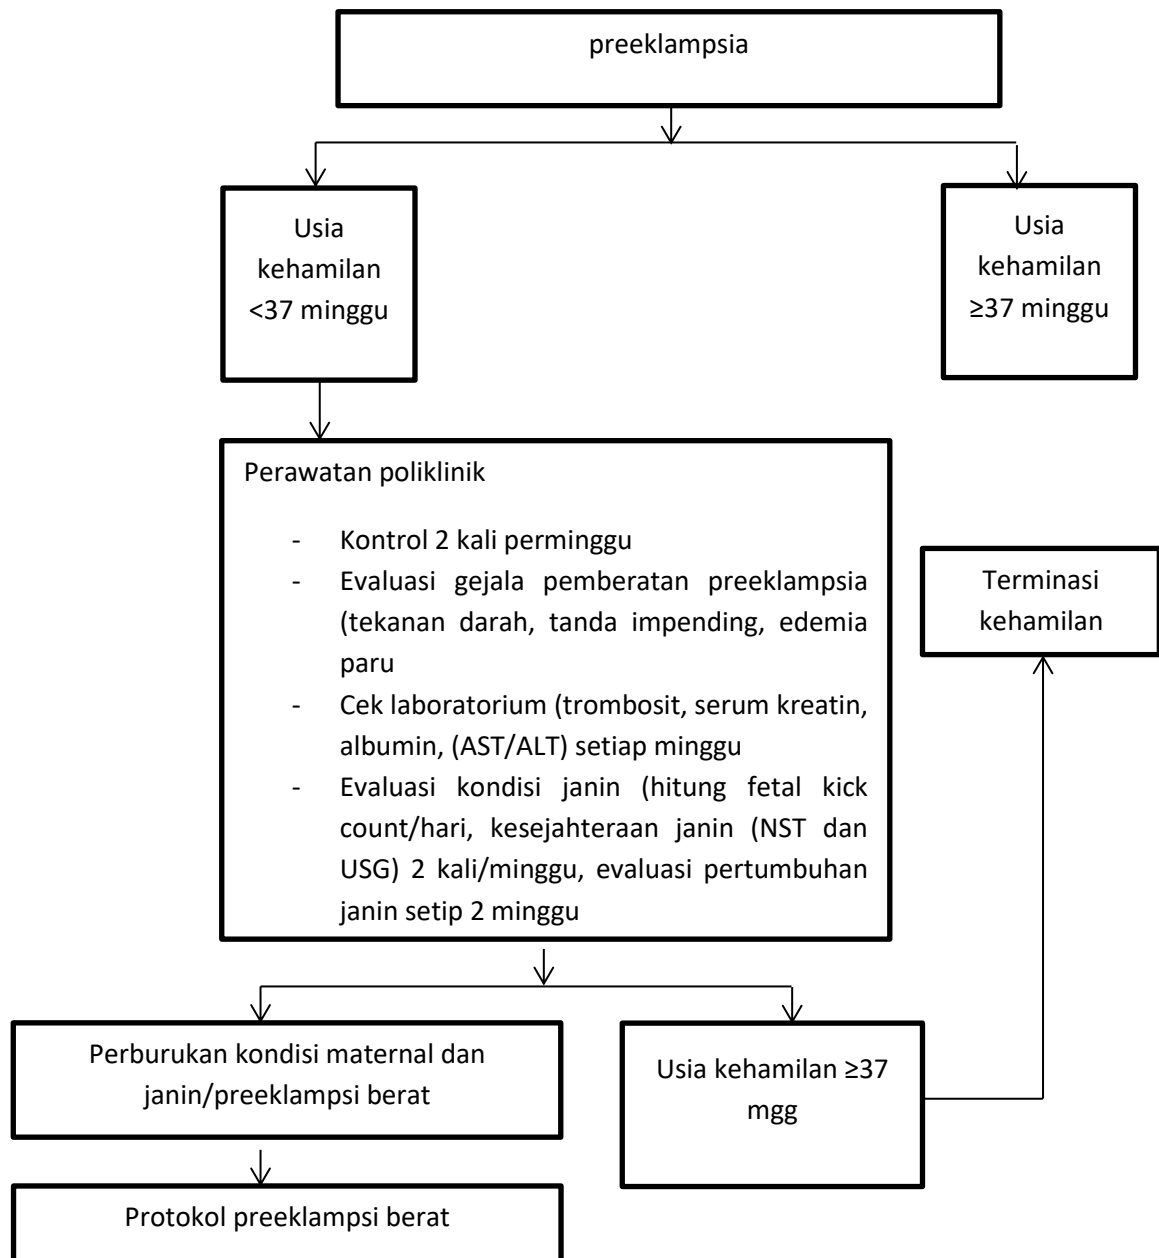 preeklampsia
Usia
kehamilan
<37 minggu
Usia
kehamilan
≥37 minggu
Perawatan poliklinik
- Kontrol 2 kali perminggu
- Evaluasi gejala pemberatan preeklampsia
(tekanan darah, tanda impending, edemia
paru
- Cek laboratorium (trombosit, serum kreatin,
albumin, (AST/ALT) setiap minggu
- Evaluasi kondisi janin (hitung fetal kick
count/hari, kesejahteraan janin (NST dan
USG) 2 kali/minggu, evaluasi pertumbuhan
janin setip 2 minggu
Terminasi
kehamilan
Perburukan kondisi maternal dan
janin/preeklampsi berat
Usia kehamilan ≥37
mgg
Protokol preeklampsi berat